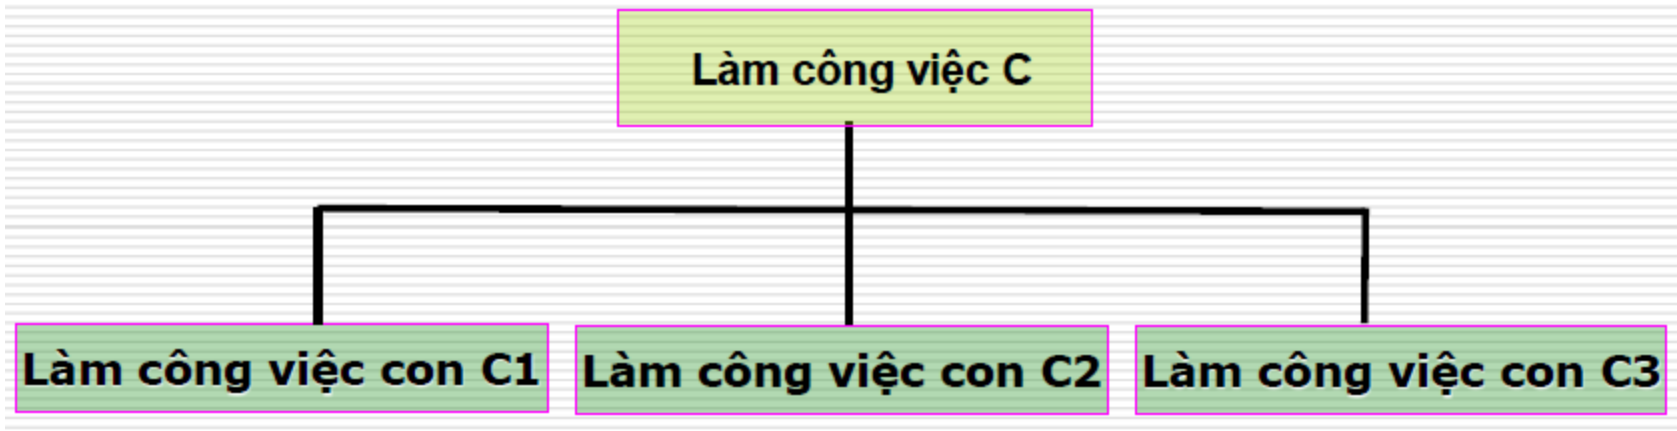 Làm công việc C
Làm công việc con C1
Làm công việc con C2
Làm công việc con C3